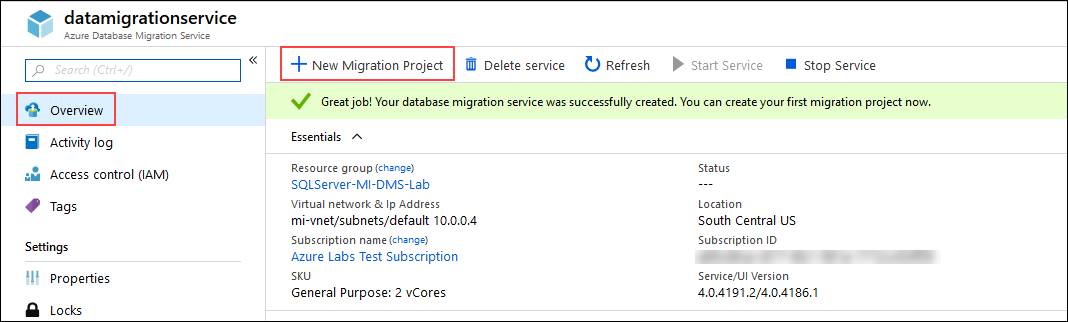 datamigrationservice
Azure Database Migration Service
Search (Ctrl+/)
«
Overview
Activity log
Access control (IAM)
Tags
Settings
Properties
Locks
New Migration Project Delete service Refresh Start Service Stop Service
Great job! Your database migration service was successfully created. You can create your first migration project now.
Essentials
Resource group (change)
SQLServer-MI-DMS-Lab
Virtual network & Ip Address
mi-vnet/subnets/default 10.0.0.4
Subscription name (change)
Azure Labs Test Subscription
SKU
General Purpose: 2 vCores
Status
---
Location
South Central US
Subscription ID
Service/UI Version
4.0.4191.2/4.0.4186.1